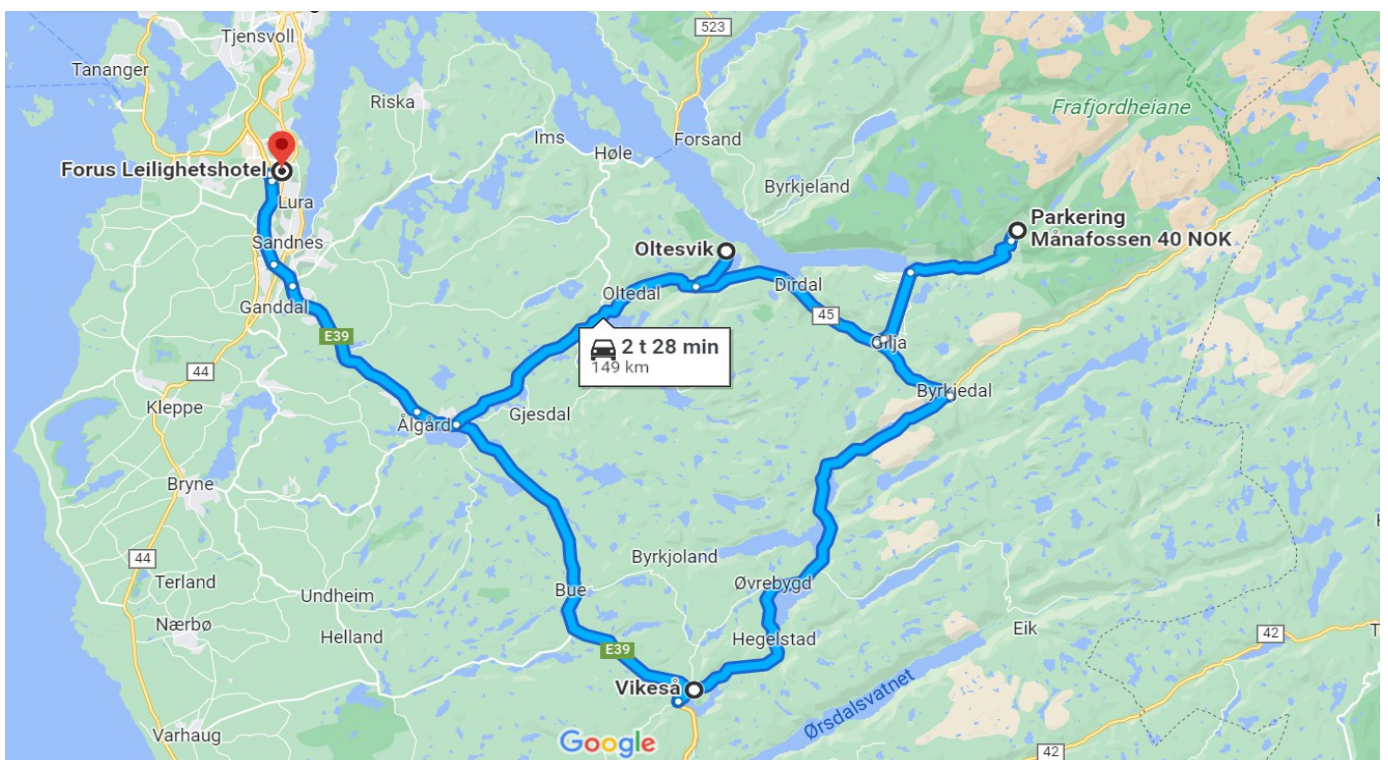 Tjensvoll
523
Tananger
Riska
Frafjordheiane
Ims
Forsand
Høle
Forus Leilighetshotel
Byrkjeland
Lura
Parkering
Månafossen 40 NOK
Sandnes
Oltesvik
Dirdal
Oltedal
Ganddal
45
E39
Gilja
2 t 28 min
149 km
44
Byrkjedal
Kleppe
Gjesdal
Ålgård
Bryne
44
Byrkjoland
Terland
Øvrebygd
Bue
Undheim
Nærbø
Eik
Helland
Hegelstad
42
E39
Vikeså
Ørsdalsvatnet
Varhaug
Google
42